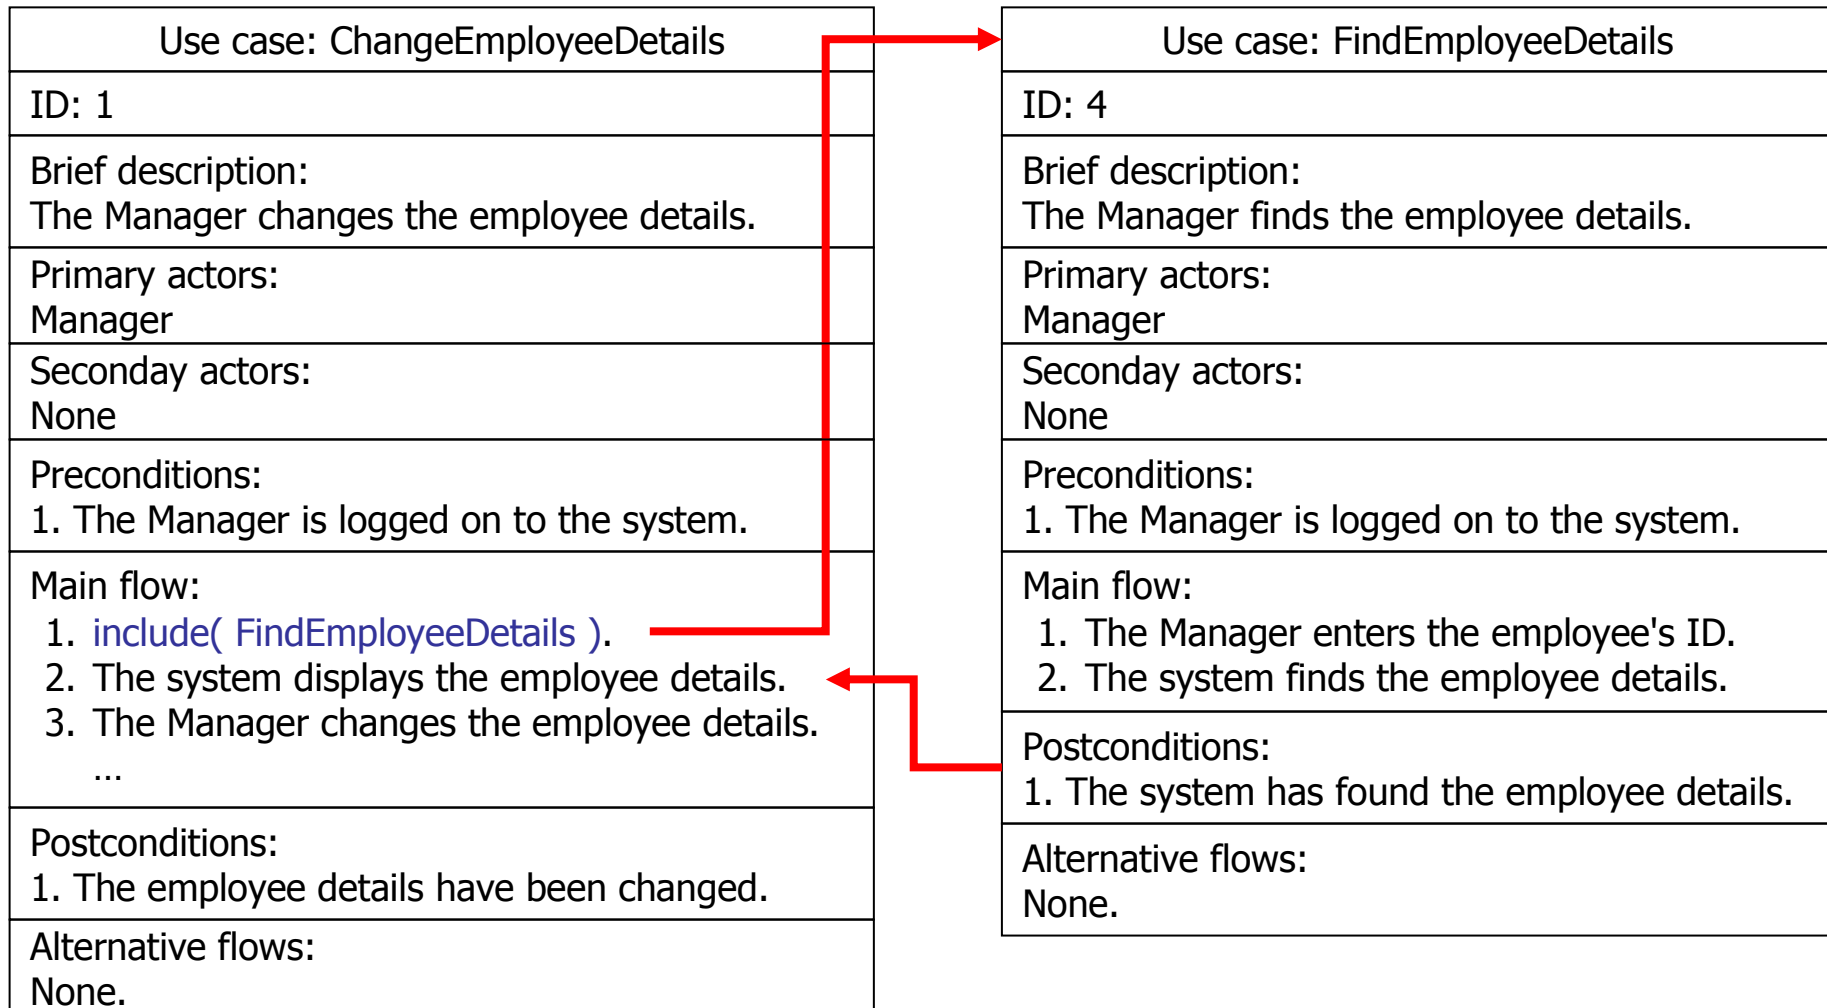 Use case: ChangeEmployeeDetails
ID: 1
Brief description:
The Manager changes the employee details.
Primary actors:
Manager
Seconday actors:
None
Preconditions:
1. The Manager is logged on to the system.
Main flow:
1. include( FindEmployeeDetails ).
2. The system displays the employee details.
3. The Manager changes the employee details.
…
Postconditions:
1. The employee details have been changed.
Alternative flows:
None.
Use case: FindEmployeeDetails
ID: 4
Brief description:
The Manager finds the employee details.
Primary actors:
Manager
Seconday actors:
None
Preconditions:
1. The Manager is logged on to the system.
Main flow:
1. The Manager enters the employee's ID.
2. The system finds the employee details.
Postconditions:
1. The system has found the employee details.
Alternative flows:
None.